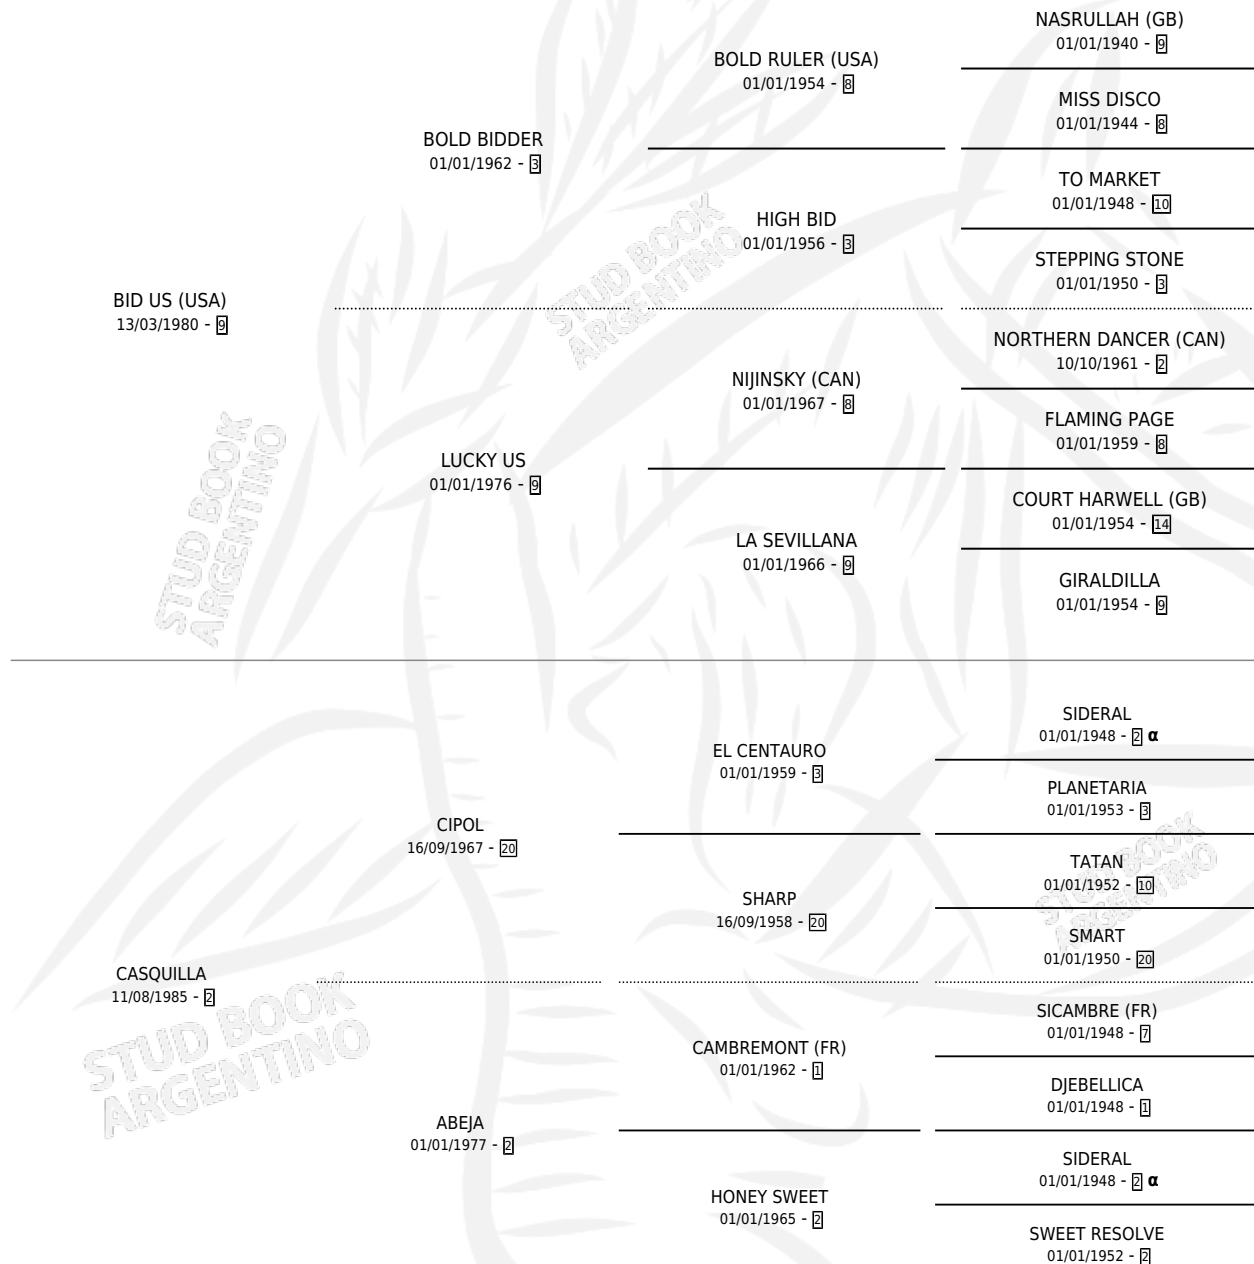 NASRULLAH (GB)
01/01/1940 - 9
BOLD RULER (USA)
01/01/1954 - 8
MISS DISCO
01/01/1944 - 8
BOLD BIDDER
01/01/1962 - 3
TO MARKET
01/01/1948 - 10
HIGH BID
01/01/1956 - 3
STEPPING STONE
01/01/1950 - 3
STUD BOOK
ARGENTINO
BID US (USA)
13/03/1980 - 9
NORTHERN DANCER (CAN)
10/10/1961 - 2
NIJINSKY (CAN)
01/01/1967 - 8
FLAMING PAGE
01/01/1959 - 8
LUCKY US
01/01/1976 - 9
COURT HARWELL (GB)
01/01/1954 - 14
LA SEVILLANA
01/01/1966 - 9
GIRALDILLA
01/01/1954 - 9
STUD BOOK
ARGENTINO
SIDERAL
01/01/1948 - 2 α
EL CENTAURO
01/01/1959 - 3
PLANETARIA
01/01/1953 - 3
CIPOL
16/09/1967 - 20
TATAN
01/01/1952 - 10
SHARP
16/09/1958 - 20
SMART
01/01/1950 - 20
STUD BOOK
ARGENTINO
CASQUILLA
11/08/1985 - 2
SICAMBRE (FR)
01/01/1948 - 7
CAMBREMONT (FR)
01/01/1962 - 1
DJEBELLICA
01/01/1948 - 1
STUD BOOK
ARGENTINO
ABEJA
01/01/1977 - 2
SIDERAL
01/01/1948 - 2 α
HONEY SWEET
01/01/1965 - 2
SWEET RESOLVE
01/01/1952 - 2